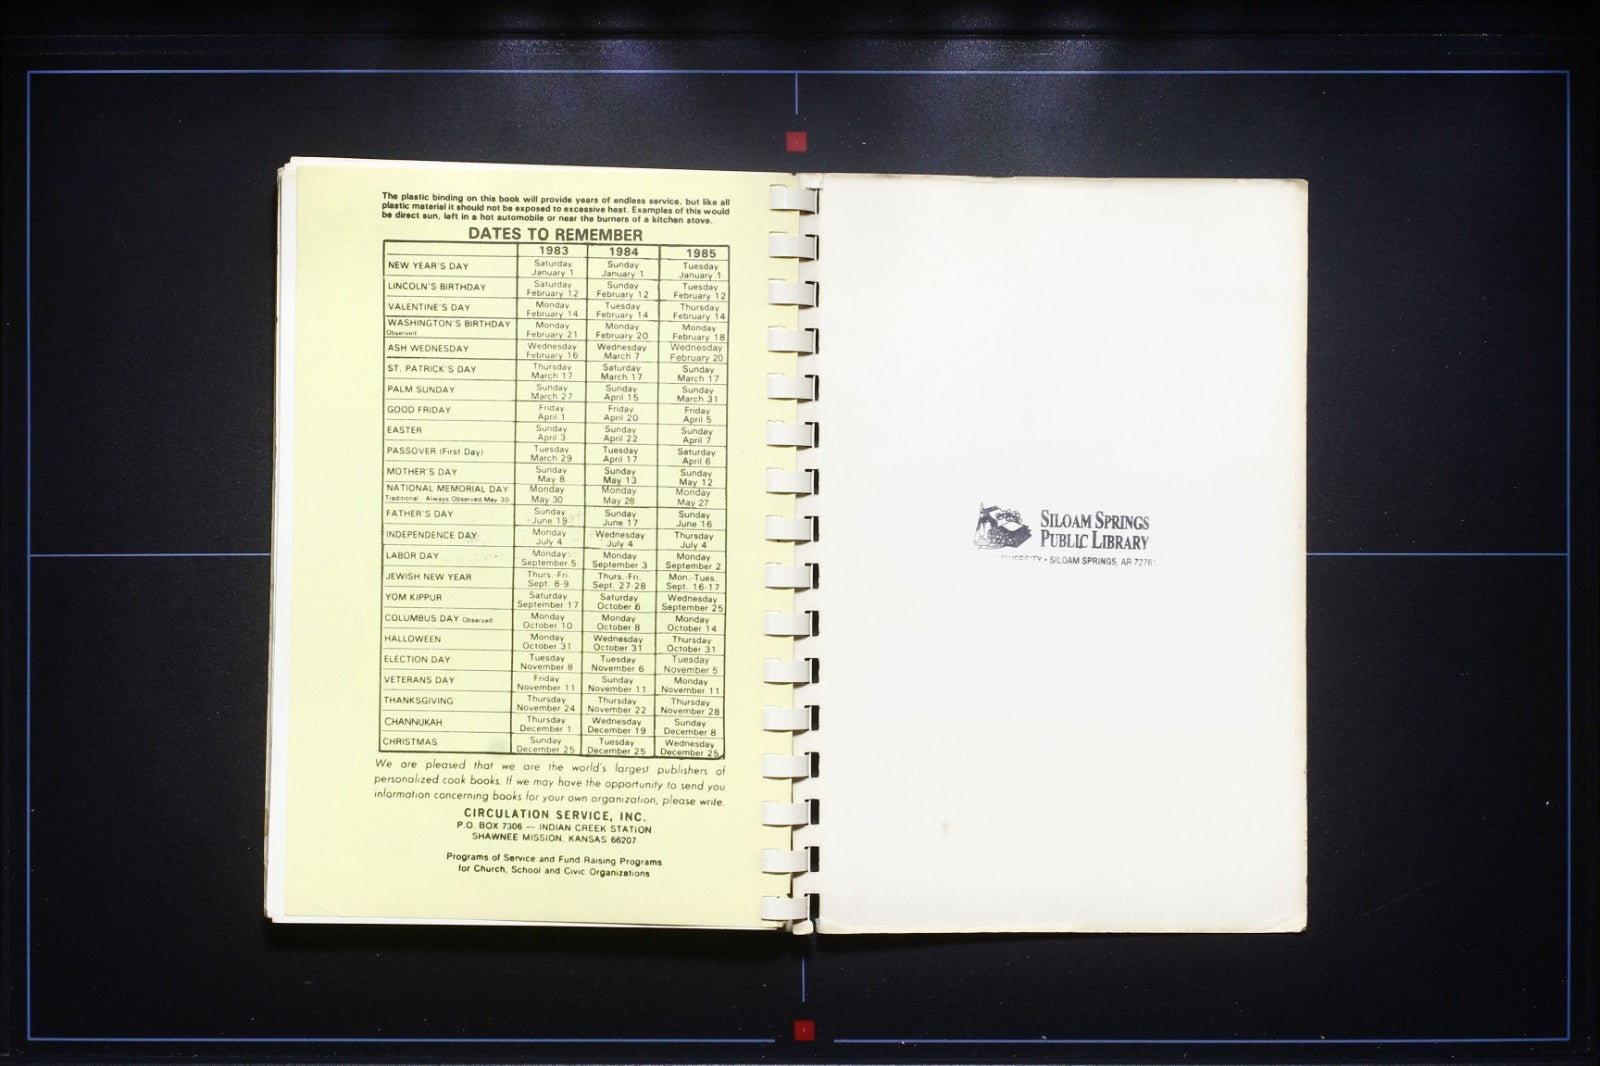 The plastic binding on this book will provide years of endless service, but like all
plastic material it should not be exposed to excessive heat. Examples of this would
be direct sun, left in a hot automobile or near the burners of a kitchen stove.
DATES TO REMEMBER
1983 1984 1985
NEW YEAR'S DAY Saturday January 1 Sunday January 1 Tuesday January 1
LINCOLN'S BIRTHDAY Saturday February 12 Sunday February 12 Tuesday February 12
VALENTINE'S DAY Monday February 14 Tuesday February 14 Thursday February 14
WASHINGTON'S BIRTHDAY Observed Monday February 21 Monday February 20 Monday February 18
ASH WEDNESDAY Wednesday February 16 Wednesday March 7 Wednesday February 20
ST. PATRICK'S DAY Thursday March 17 Saturday March 17 Sunday March 17
PALM SUNDAY Sunday March 27 Sunday April 15 Sunday March 31
GOOD FRIDAY Friday April 1 Friday April 20 Friday April 5
EASTER Sunday April 3 Sunday April 22 Sunday April 7
PASSOVER (First Day) Tuesday March 29 Tuesday April 17 Saturday April 6
MOTHER'S DAY Sunday May 8 Sunday May 13 Sunday May 12
NATIONAL MEMORIAL DAY Traditional - Always Observed May 30 Monday May 30 Monday May 28 Monday May 27
FATHER'S DAY Sunday June 19 Sunday June 17 Sunday June 16
INDEPENDENCE DAY Monday July 4 Wednesday July 4 Thursday July 4
LABOR DAY Monday September 5 Monday September 3 Monday September 2
JEWISH NEW YEAR Thurs.-Fri. Sept. 8-9 Thurs.-Fri. Sept. 27-28 Mon.-Tues. Sept. 16-17
YOM KIPPUR Saturday September 17 Saturday October 6 Wednesday September 25
COLUMBUS DAY Observed Monday October 10 Monday October 8 Monday October 14
HALLOWEEN Monday October 31 Wednesday October 31 Thursday October 31
ELECTION DAY Tuesday November 8 Tuesday November 6 Tuesday November 5
VETERANS DAY Friday November 11 Sunday November 11 Monday November 11
THANKSGIVING Thursday November 24 Thursday November 22 Thursday November 28
CHANNUKAH Thursday December 1 Wednesday December 19 Sunday December 8
CHRISTMAS Sunday December 25 Tuesday December 25 Wednesday December 25
We are pleased that we are the world's largest publishers of
personalized cook books. If we may have the opportunity to send you
information concerning books for your own organization, please write.
CIRCULATION SERVICE, INC.
P.O. BOX 7306 — INDIAN CREEK STATION
SHAWNEE MISSION, KANSAS 66207
Programs of Service and Fund Raising Programs
for Church, School and Civic Organizations
SILOAM SPRINGS
PUBLIC LIBRARY
UNIVERSITY • SILOAM SPRINGS, AR 72761